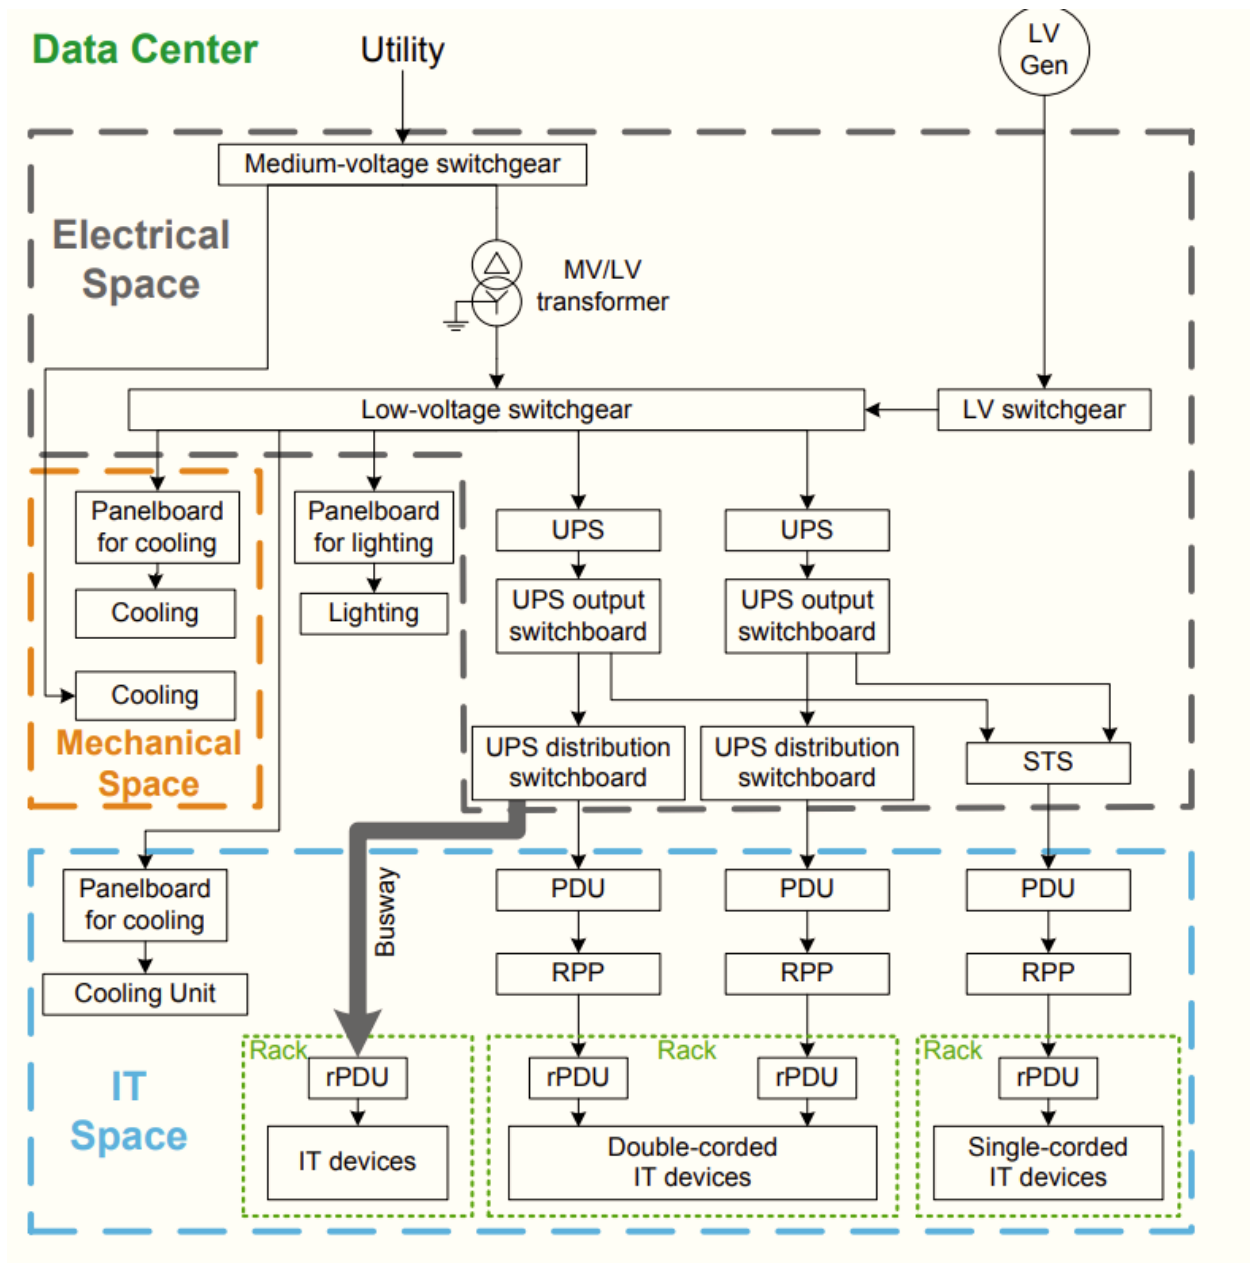 Data Center
Utility
LV
Gen
Medium-voltage switchgear
Electrical
Space
MV/LV
transformer
Low-voltage switchgear
LV switchgear
Panelboard
for cooling
Panelboard
for lighting
UPS
UPS
Cooling
Lighting
UPS output
switchboard
UPS output
switchboard
Cooling
Mechanical
Space
UPS distribution
switchboard
UPS distribution
switchboard
STS
Panelboard
for cooling
Busway
PDU
PDU
PDU
Cooling Unit
RPP
RPP
RPP
IT
Space
Rack
rPDU
IT devices
Rack
rPDU
rPDU
Double-corded
IT devices
Rack
rPDU
Single-corded
IT devices